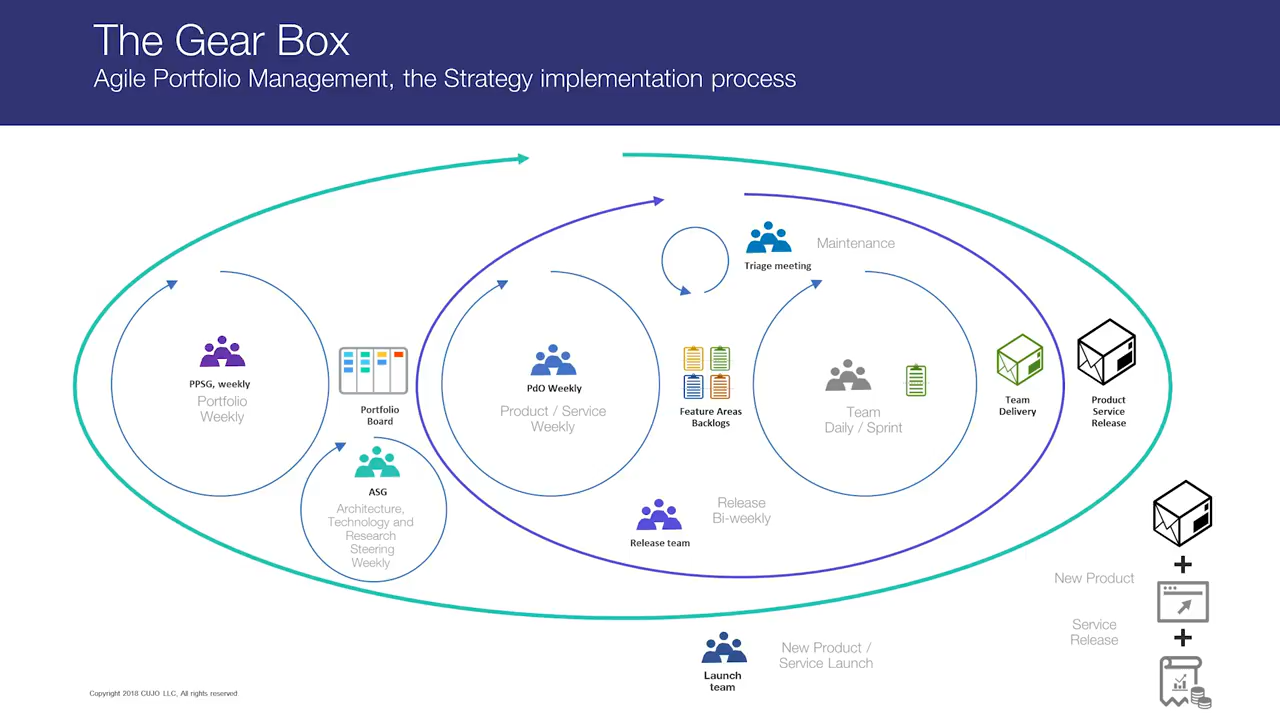 The Gear Box
Agile Portfolio Management, the Strategy implementation process
Triage meeting
Maintenance
PPSG, weekly
Portfolio
Weekly
Portfolio
Board
PdO Weekly
Product / Service
Weekly
Feature Areas
Backlogs
Team
Daily / Sprint
Team
Delivery
Product
Service
Release
ASG
Architecture,
Technology and
Research
Steering
Weekly
Release team
Release
Bi-weekly
New Product
Service
Release
Launch
team
New Product /
Service Launch
Copyright 2018 CUJO LLC, All rights reserved